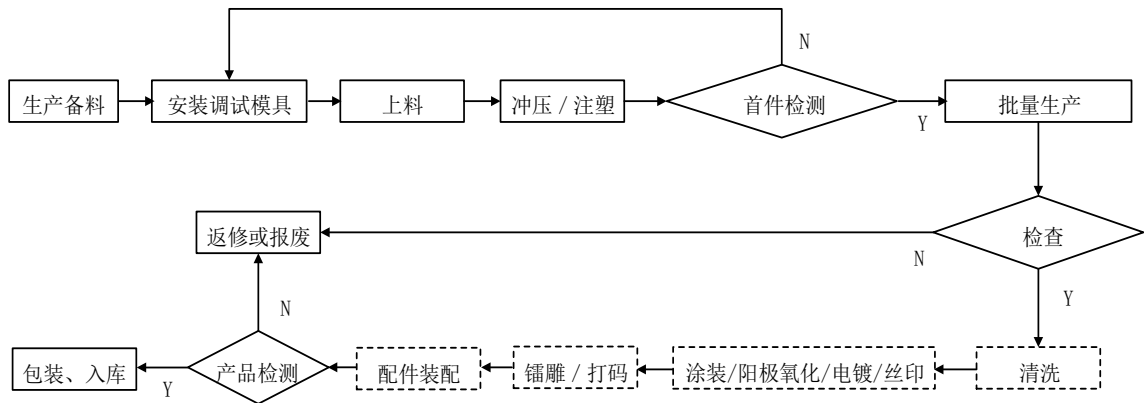 N
生产备料
安装调试模具
上料
冲压／注塑
首件检测
Y
批量生产
返修或报废
N
检查
N
Y
包装、入库
Y
产品检测
配件装配
镭雕／打码
涂装/阳极氧化/电镀/丝印
清洗